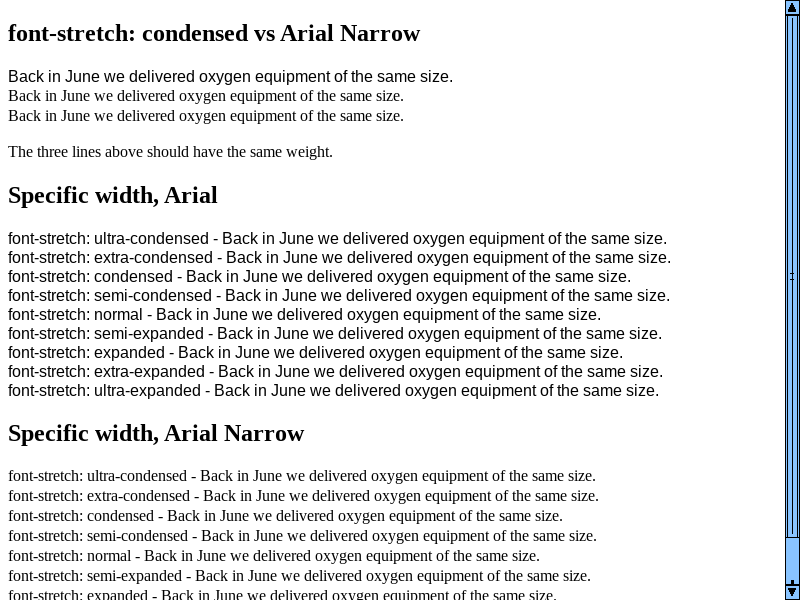 font-stretch: condensed vs Arial Narrow
Back in June we delivered oxygen equipment of the same size.
Back in June we delivered oxygen equipment of the same size.
Back in June we delivered oxygen equipment of the same size.
The three lines above should have the same weight.
Specific width, Arial
font-stretch: ultra-condensed - Back in June we delivered oxygen equipment of the same size.
font-stretch: extra-condensed - Back in June we delivered oxygen equipment of the same size.
font-stretch: condensed - Back in June we delivered oxygen equipment of the same size.
font-stretch: semi-condensed - Back in June we delivered oxygen equipment of the same size.
font-stretch: normal - Back in June we delivered oxygen equipment of the same size.
font-stretch: semi-expanded - Back in June we delivered oxygen equipment of the same size.
font-stretch: expanded - Back in June we delivered oxygen equipment of the same size.
font-stretch: extra-expanded - Back in June we delivered oxygen equipment of the same size.
font-stretch: ultra-expanded - Back in June we delivered oxygen equipment of the same size.
Specific width, Arial Narrow
font-stretch: ultra-condensed - Back in June we delivered oxygen equipment of the same size.
font-stretch: extra-condensed - Back in June we delivered oxygen equipment of the same size.
font-stretch: condensed - Back in June we delivered oxygen equipment of the same size.
font-stretch: semi-condensed - Back in June we delivered oxygen equipment of the same size.
font-stretch: normal - Back in June we delivered oxygen equipment of the same size.
font-stretch: semi-expanded - Back in June we delivered oxygen equipment of the same size.
font-stretch: expanded - Back in June we delivered oxygen equipment of the same size.